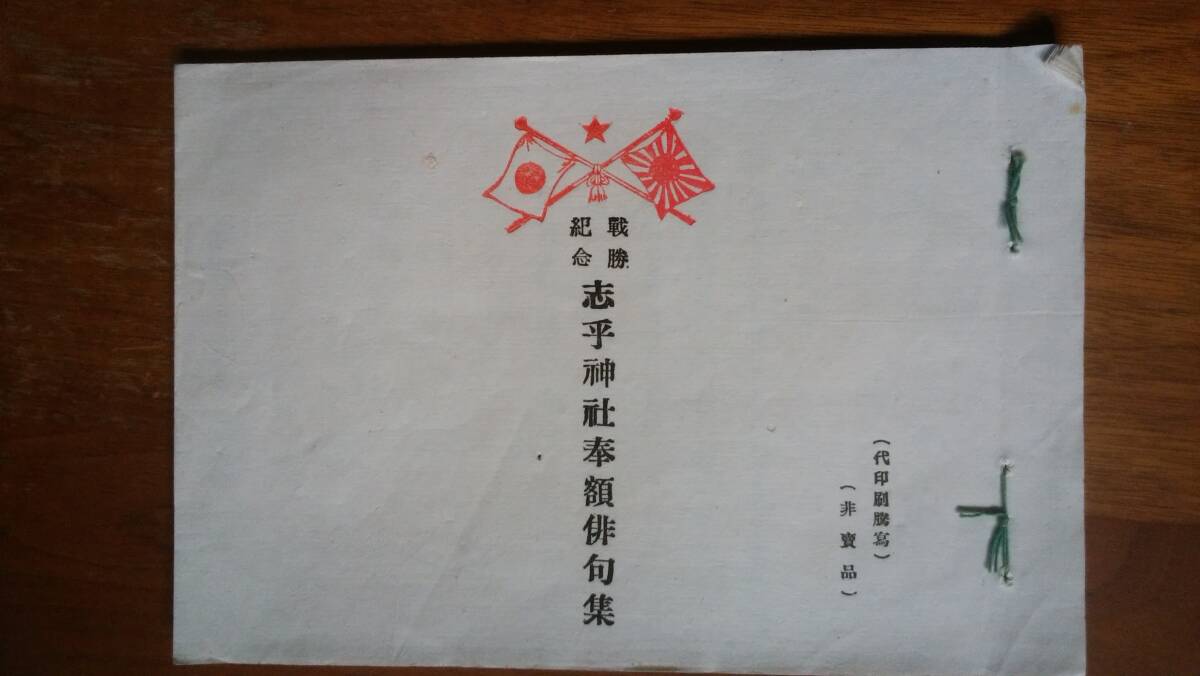 （代印刷謄寫）
（非賣品）
戰勝
紀念
志乎神社奉額俳句集